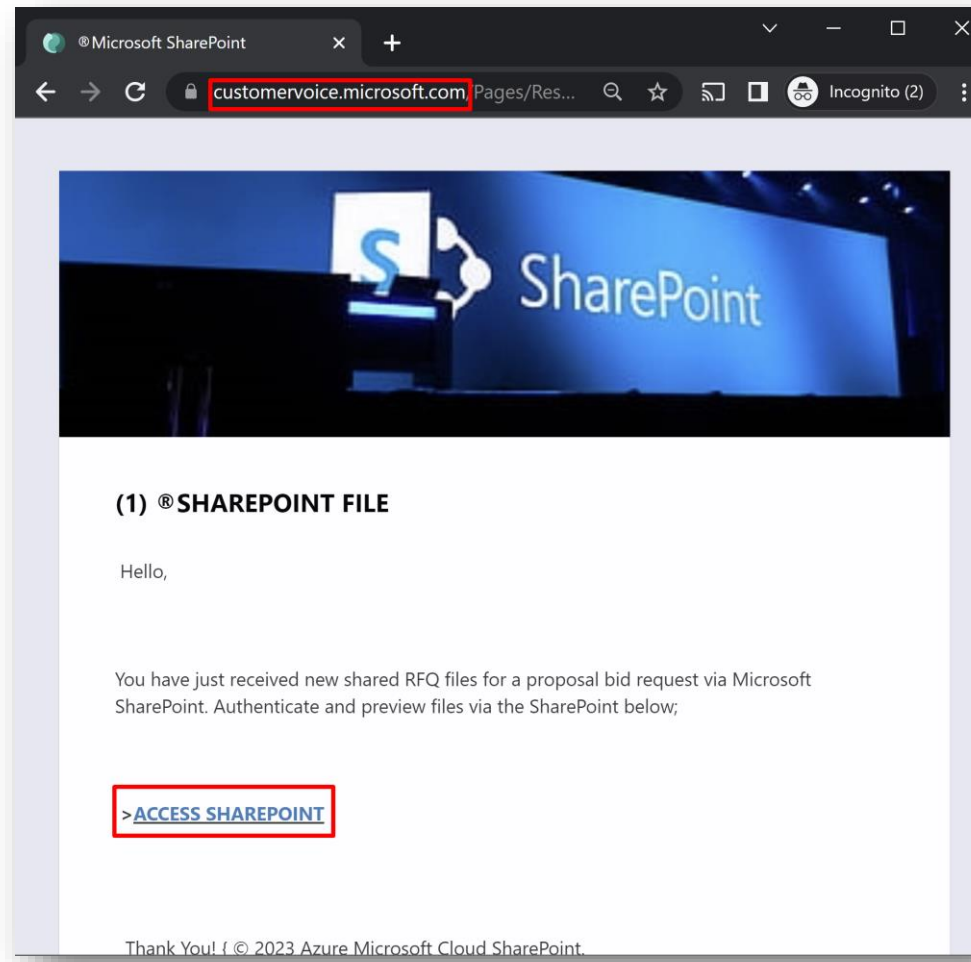 ®Microsoft SharePoint
customervoice.microsoft.com/Pages/Res...
Incognito (2)
S
SharePoint
(1) ®SHAREPOINT FILE
Hello,
You have just received new shared RFQ files for a proposal bid request via Microsoft
SharePoint. Authenticate and preview files via the SharePoint below;
>ACCESS SHAREPOINT
Thank You! { © 2023 Azure Microsoft Cloud SharePoint.